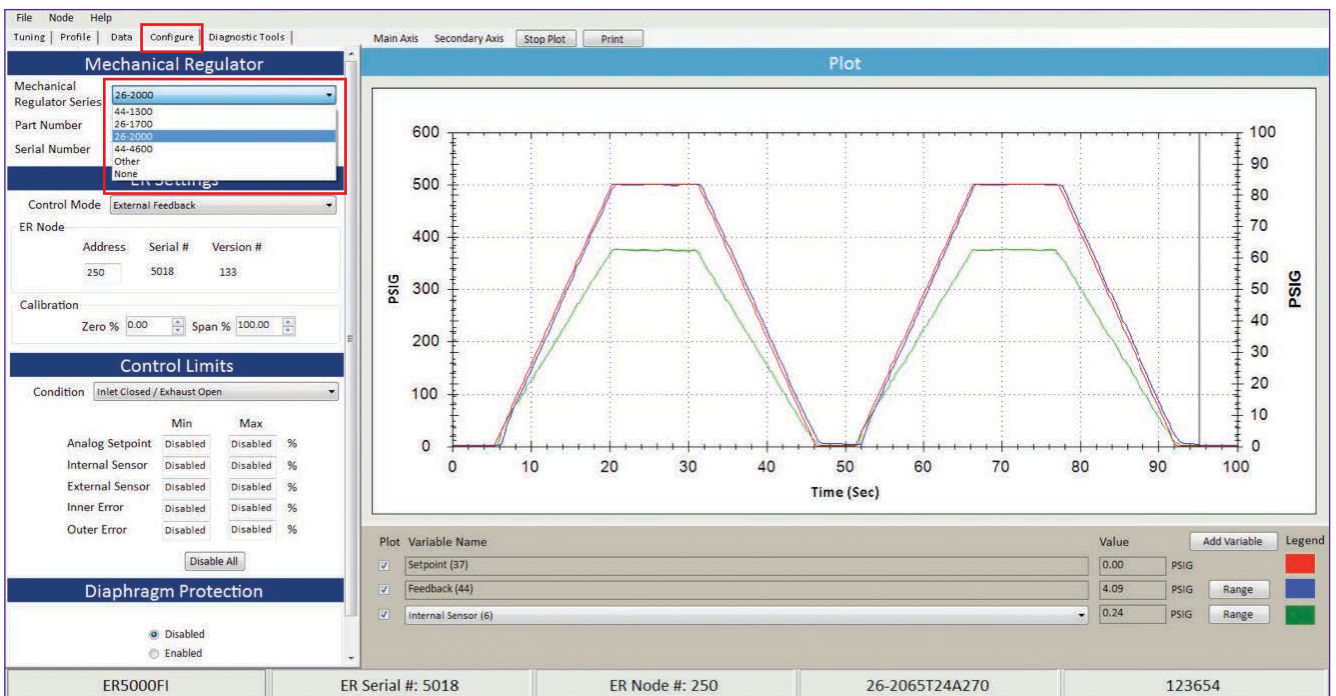 File Node Help
Tuning Profile Data Configure Diagnostic Tools
Main Axis Secondary Axis Stop Plot Print
Mechanical Regulator
Mechanical
Regulator Series
26-2000
44-1300
26-1700
26-2000
44-4600
Other
None
Part Number
Serial Number
ER Settings
Control Mode External Feedback
ER Node
Address Serial # Version #
250 5018 133
Calibration
Zero % 0.00 Span % 100.00
Control Limits
Condition Inlet Closed / Exhaust Open
Min Max
Analog Setpoint Disabled Disabled %
Internal Sensor Disabled Disabled %
External Sensor Disabled Disabled %
Inner Error Disabled Disabled %
Outer Error Disabled Disabled %
Disable All
Diaphragm Protection
Disabled
Enabled
Plot
600
500
400
300
200
100
0
PSIG
100
90
80
70
60
50
40
30
20
10
0
PSIG
0 10 20 30 40 50 60 70 80 90 100
Time (Sec)
Plot Variable Name Value Add Variable Legend
Setpoint (37) 0.00 PSIG
Feedback (44) 4.09 PSIG Range
Internal Sensor (6) 0.24 PSIG Range
ER5000FI ER Serial #: 5018 ER Node #: 250 26-2065T24A270 123654